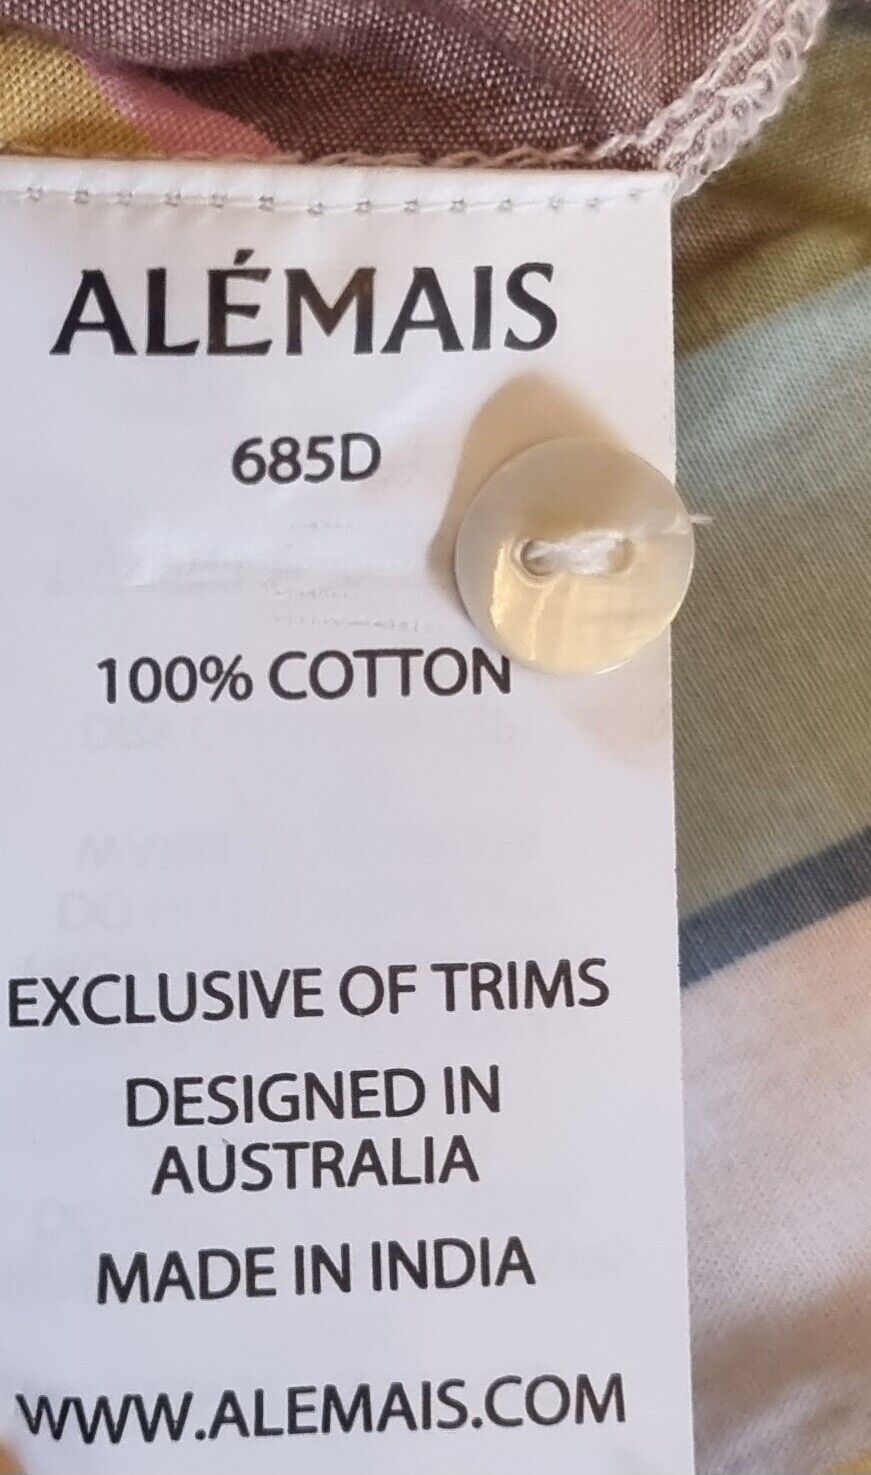 ALÉMAIS
685D
100% COTTON
EXCLUSIVE OF TRIMS
DESIGNED IN
AUSTRALIA
MADE IN INDIA
WWW.ALEMAIS.COM